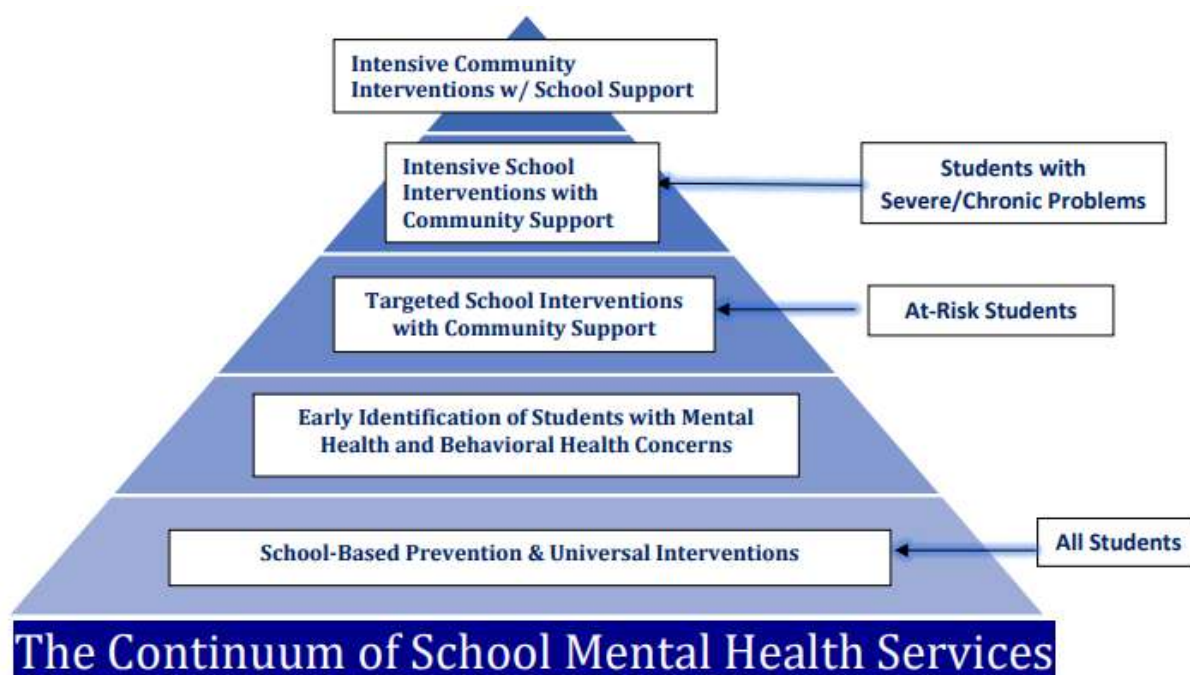 Intensive Community
Interventions w/ School Support
Intensive School
Interventions with
Community Support
Students with
Severe/Chronic Problems
Targeted School Interventions
with Community Support
At-Risk Students
Early Identification of Students with Mental
Health and Behavioral Health Concerns
School-Based Prevention & Universal Interventions
All Students
The Continuum of School Mental Health Services